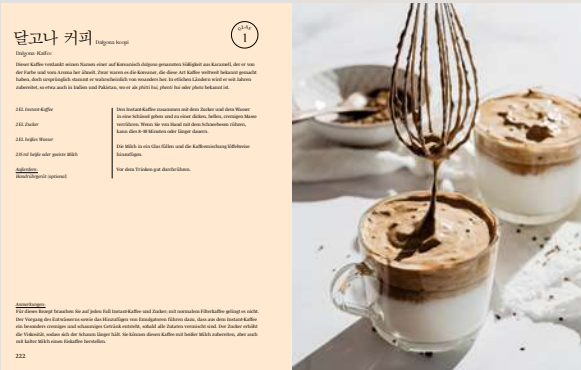 달고나 커피 Dalgona keopi
GLAS
1
Dalgona-Kaffee
Dieser Kaffee verdankt seinen Namen einer auf Koreanisch dalgona genannten Süßigkeit aus Karamell, der er von
der Farbe und vom Aroma her ähnelt. Zwar waren es die Koreaner, die diese Art Kaffee weltweit bekannt gemacht
haben, doch ursprünglich stammt er wahrscheinlich von woanders her. In etlichen Ländern wird er seit Jahren
zubereitet, so etwa auch in Indien und Pakistan, wo er als phitti hui, phenti hui oder pheta bekannt ist.
2 EL Instant-Kaffee
2 EL Zucker
2 EL heißes Wasser
ml heiße oder geeiste Milch
Außerdem:
Handrührgerät (optional)
Den Instant-Kaffee zusammen mit dem Zucker und dem Wasser
in eine Schüssel geben und zu einer dicken, hellen, cremigen Masse
verrühren. Wenn Sie von Hand mit dem Schneebesen rühren,
kann dies 8–10 Minuten oder länger dauern.
Die Milch in ein Glas füllen und die Kaffeemischung löffelweise
hinzufügen.
Vor dem Trinken gut durchrühren.
Anmerkungen:
Für dieses Rezept brauchen Sie auf jeden Fall Instant-Kaffee und Zucker; mit normalem Filterkaffee gelingt es nicht.
Der Vorgang des Entwässerns sowie das Hinzufügen von Emulgatoren führen dazu, dass aus dem Instant-Kaffee
ein besonders cremiges und schaumiges Getränk entsteht, sobald alle Zutaten vermischt sind. Der Zucker erhöht
die Viskosität, sodass sich der Schaum länger hält. Sie können diesen Kaffee mit heißer Milch zubereiten, aber auch
mit kalter Milch einen Eiskaffee herstellen.
222